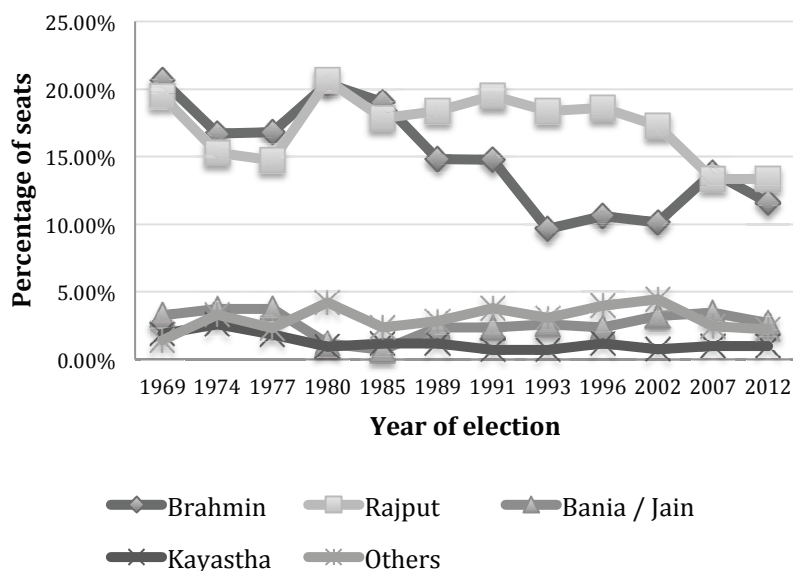 25.00%
20.00%
15.00%
10.00%
5.00%
0.00%
Percentage of seats
1969 1974 1977 1980 1985 1989 1991 1993 1996 2002 2007 2012
Year of election
Brahmin Rajput Bania / Jain
Kayastha Others